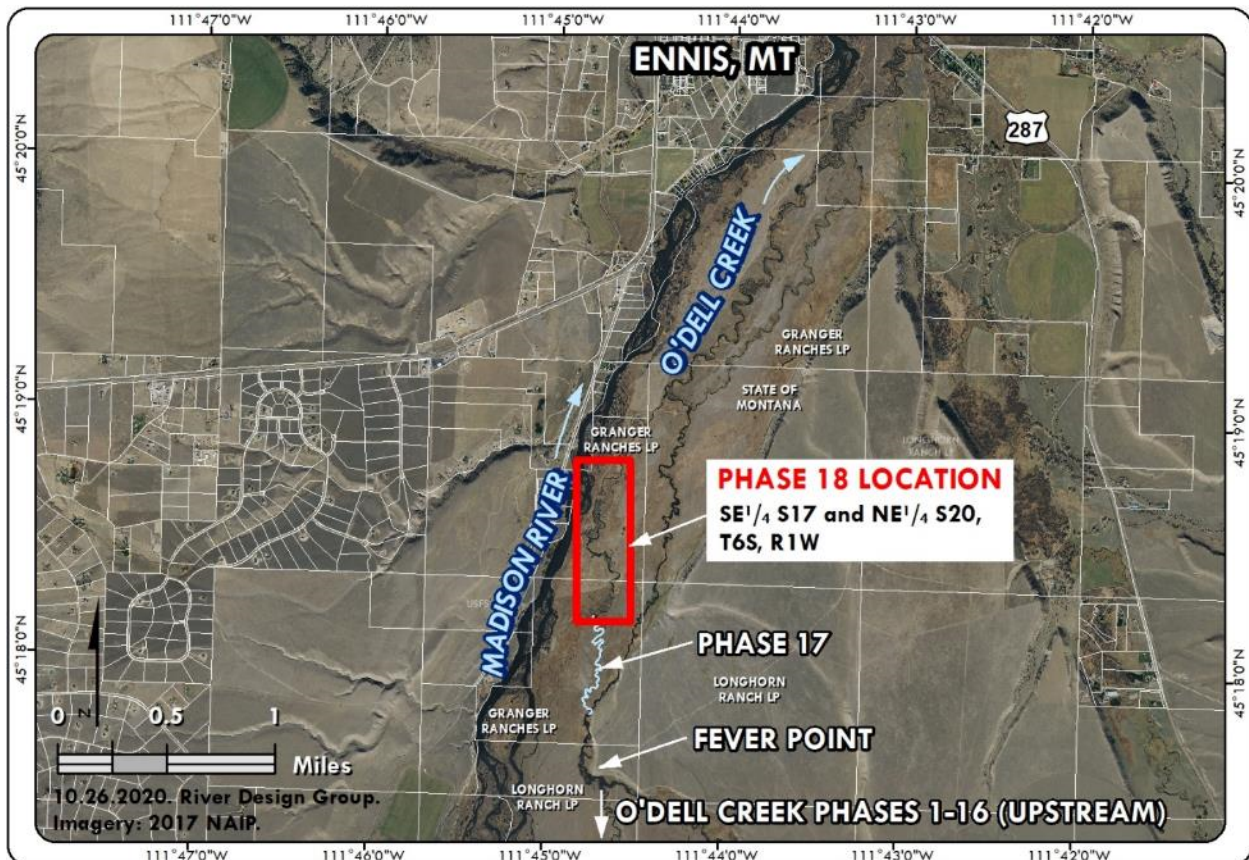 111°47'0"W
111°46'0"W
111°45'0"W
111°44'0"W
111°43'0"W
111°42'0"W
ENNIS, MT
287
45°20'0"N
45°20'0"N
O'DELL CREEK
GRANGER
RANCHES LP
STATE OF
MONTANA
45°19'0"N
45°19'0"N
GRANGER
RANCHES LP
LONGHORN
RANCH LP
MADISON RIVER
PHASE 18 LOCATION
SE1/4 S17 and NE1/4 S20,
T6S, R1W
USFS
45°18'0"N
45°18'0"N
PHASE 17
LONGHORN
RANCH LP
GRANGER
RANCHES LP
FEVER POINT
N
0 0.5 1
Miles
LONGHORN
RANCH LP
10.26.2020. River Design Group.
Imagery: 2017 NAIP.
O'DELL CREEK PHASES 1-16 (UPSTREAM)
111°47'0"W
111°46'0"W
111°45'0"W
111°44'0"W
111°43'0"W
111°42'0"W